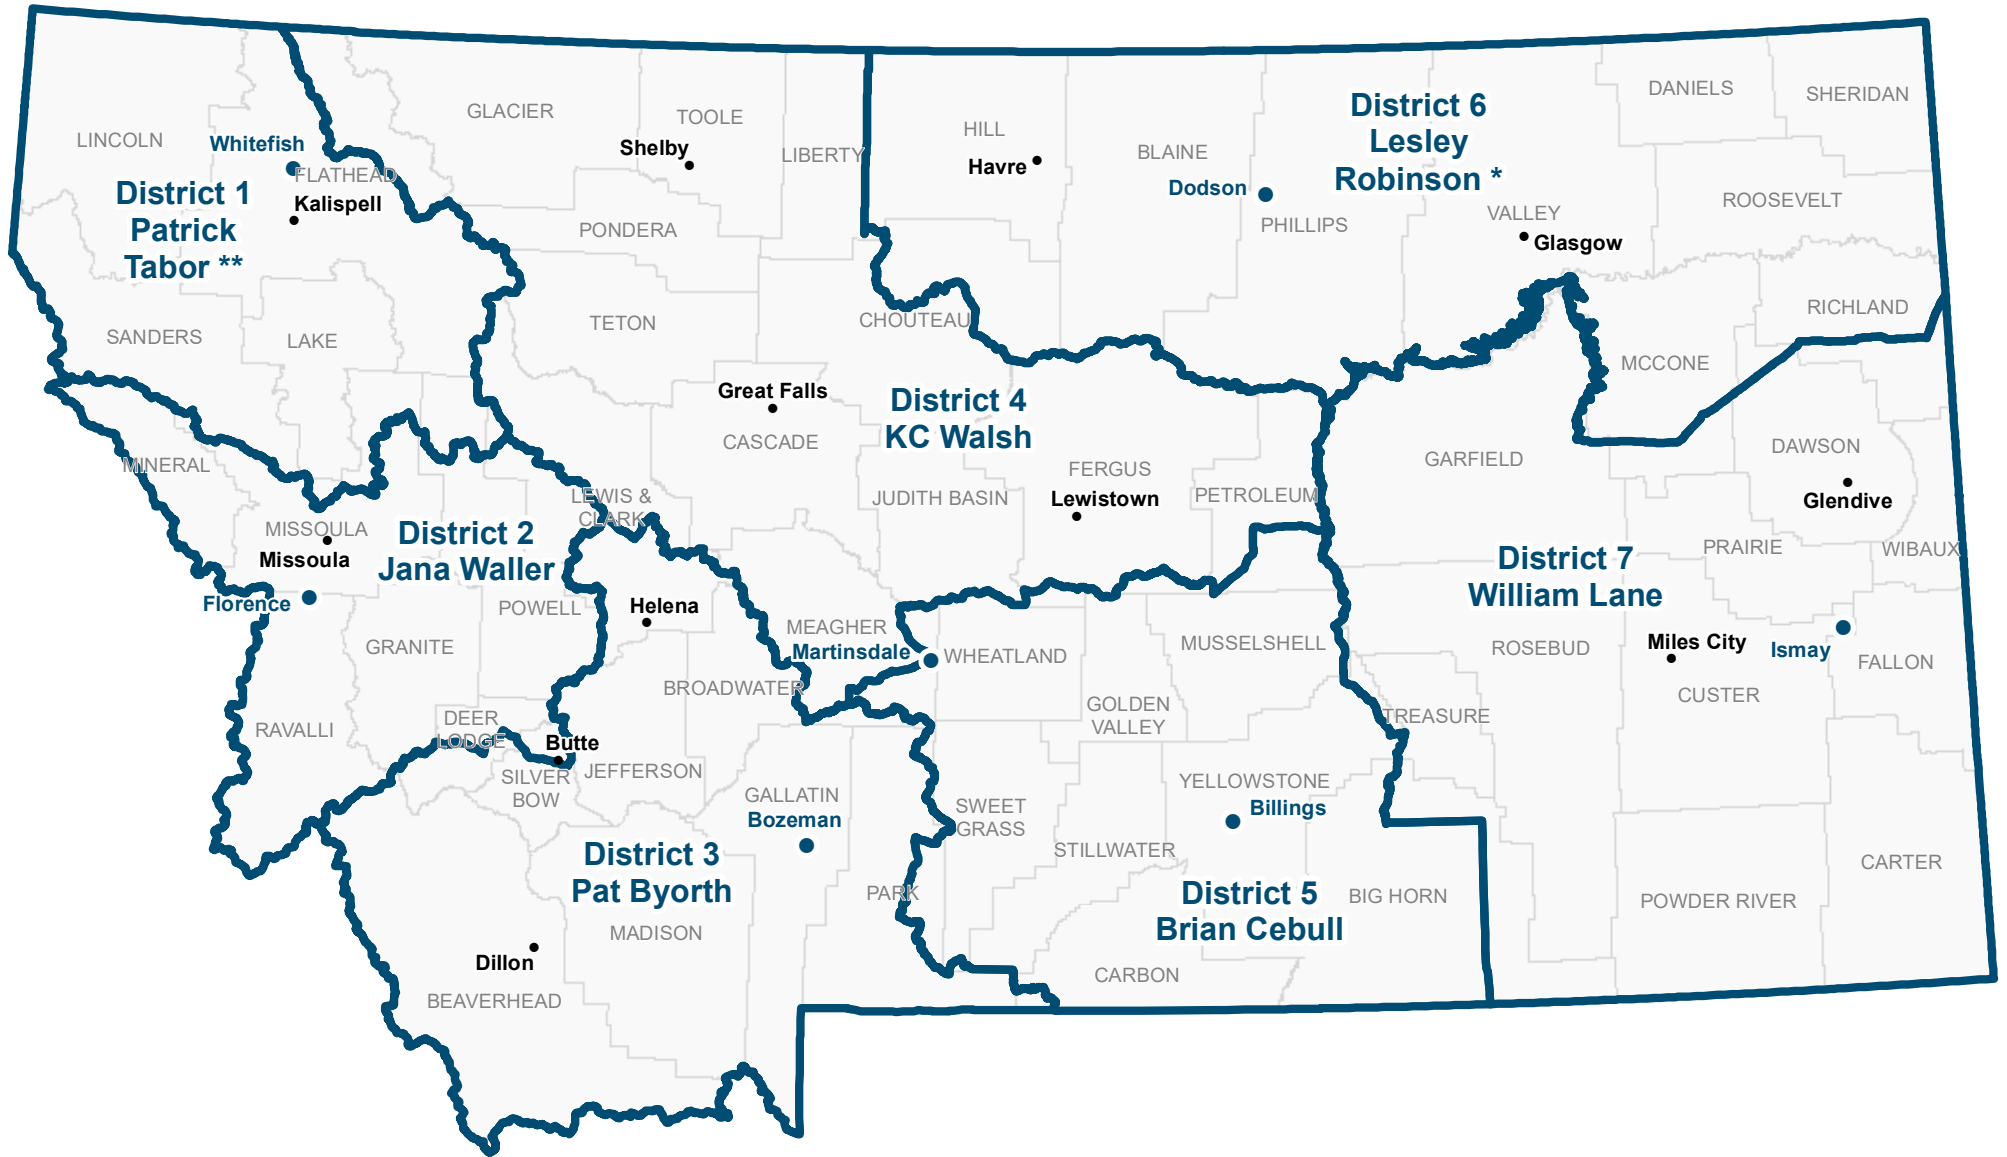 DANIELS
SHERIDAN
GLACIER
TOOLE
District 6
Lesley
Robinson *
HILL
LINCOLN
Whitefish
Shelby
LIBERTY
Havre
BLAINE
Dodson
FLATHEAD
Kalispell
District 1
Patrick
Tabor **
PONDERA
PHILLIPS
VALLEY
Glasgow
ROOSEVELT
RICHLAND
SANDERS
LAKE
TETON
CHOUTEAU
MCCONE
Great Falls
CASCADE
District 4
KC Walsh
DAWSON
Glendive
MINERAL
GARFIELD
FERGUS
Lewistown
JUDITH BASIN
PETROLEUM
LEWIS &
CLARK
MISSOULA
Missoula
District 2
Jana Waller
District 7
William Lane
PRAIRIE
WIBAUX
Florence
POWELL
Helena
GRANITE
MEAGHER
Martinsdale
WHEATLAND
MUSSELSHELL
ROSEBUD
Miles City
Ismay
FALLON
CUSTER
BROADWATER
GOLDEN
VALLEY
TREASURE
RAVALLI
DEER
LODGE
Butte
SILVER
BOW
JEFFERSON
GALLATIN
Bozeman
SWEET
GRASS
YELLOWSTONE
Billings
STILLWATER
District 3
Pat Byorth
PARK
District 5
Brian Cebull
BIG HORN
POWDER RIVER
CARTER
MADISON
Dillon
BEAVERHEAD
CARBON